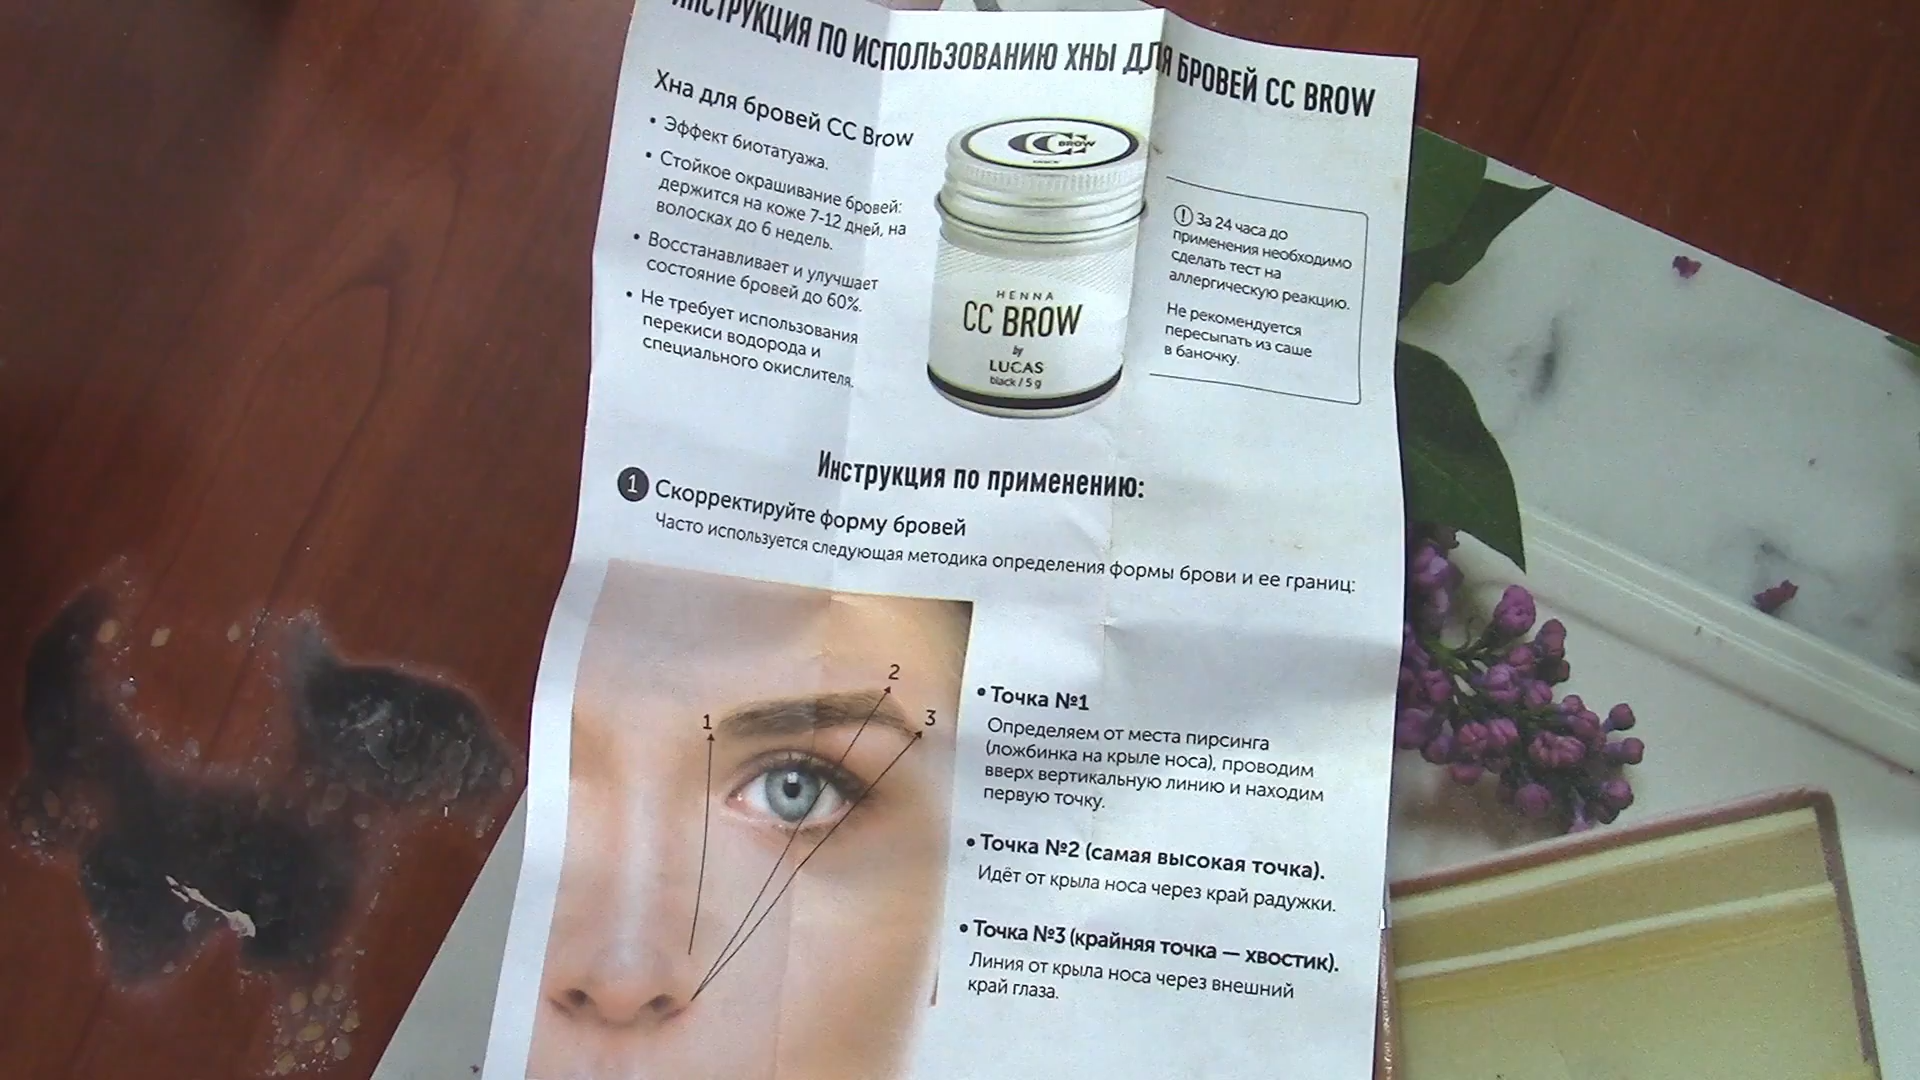 ИНСТРУКЦИЯ ПО ИСПОЛЬЗОВАНИЮ ХНЫ ДЛЯ БРОВЕЙ CC BROW
Хна для бровей CC Brow
• Эффект биотатуажа.
• Стойкое окрашивание бровей:
держится на коже 7-12 дней, на
волосках до 6 недель.
• Восстанавливает и улучшает
состояние бровей до 60%.
• Не требует использования
перекиси водорода и
специального окислителя.
CC BROW
HENNA
CC BROW
by
LUCAS
black / 5 g
! За 24 часа до
применения необходимо
сделать тест на
аллергическую реакцию.
Не рекомендуется
пересыпать из саше
в баночку.
Инструкция по применению:
1 Скорректируйте форму бровей
Часто используется следующая методика определения формы брови и ее границ:
1
2
3
• Точка №1
Определяем от места пирсинга
(ложбинка на крыле носа), проводим
вверх вертикальную линию и находим
первую точку.
• Точка №2 (самая высокая точка).
Идёт от крыла носа через край радужки.
• Точка №3 (крайняя точка — хвостик).
Линия от крыла носа через внешний
край глаза.